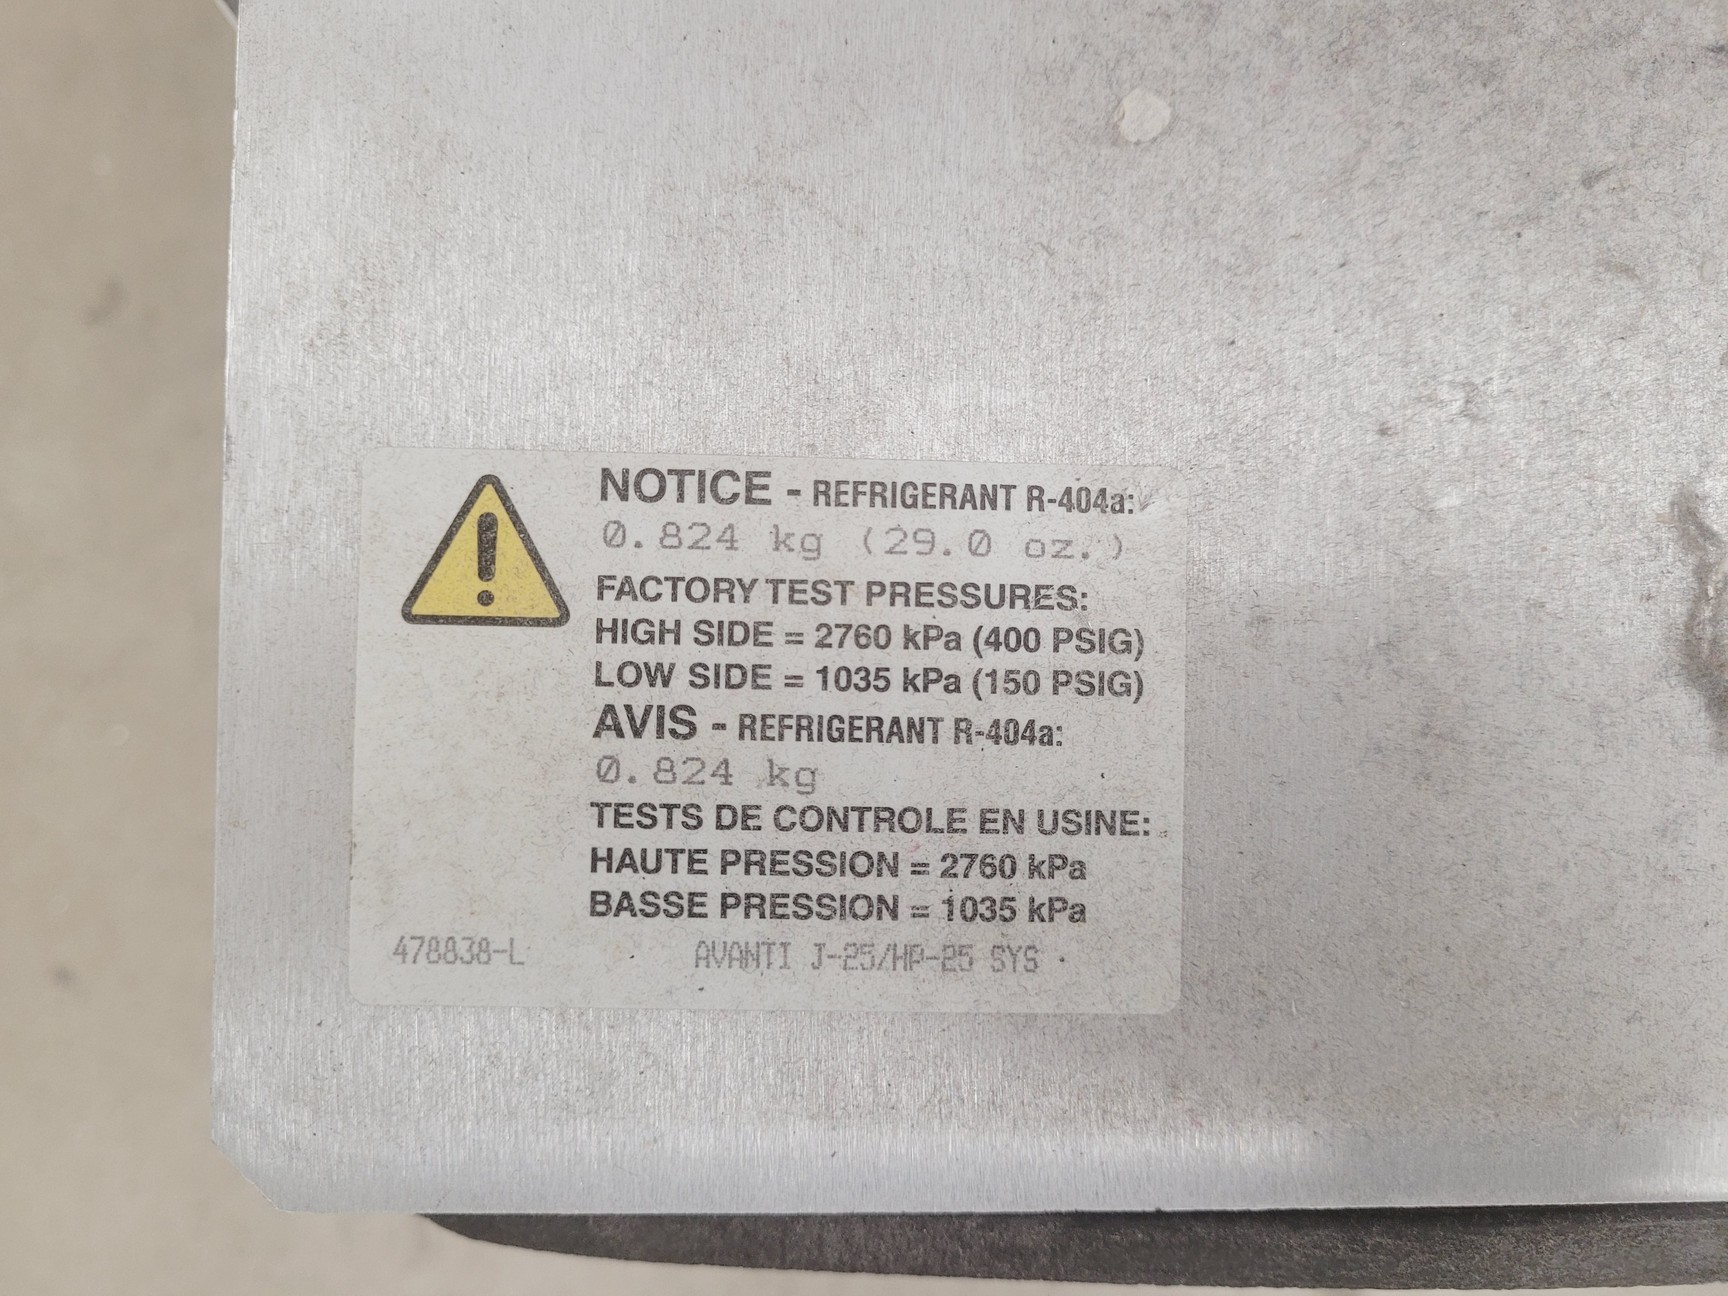 NOTICE - REFRIGERANT R-404a:
0.824 kg (29.0 oz.)
FACTORY TEST PRESSURES:
HIGH SIDE = 2760 kPa (400 PSIG)
LOW SIDE = 1035 kPa (150 PSIG)
AVIS - REFRIGERANT R-404a:
0.824 kg
TESTS DE CONTROLE EN USINE:
HAUTE PRESSION = 2760 kPa
BASSE PRESSION = 1035 kPa
478838-L AVANTI J-25/HP-25 SYS